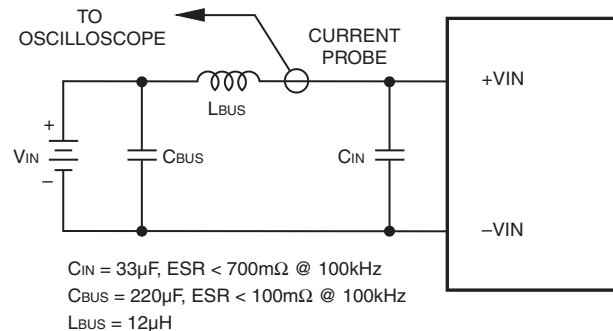 TO
OSCILLOSCOPE
CURRENT
PROBE
+VIN
LBUS
+
VIN
–
CBUS
CIN
–VIN
CIN = 33µF, ESR < 700mΩ @ 100kHz
CBUS = 220µF, ESR < 100mΩ @ 100kHz
LBUS = 12µH